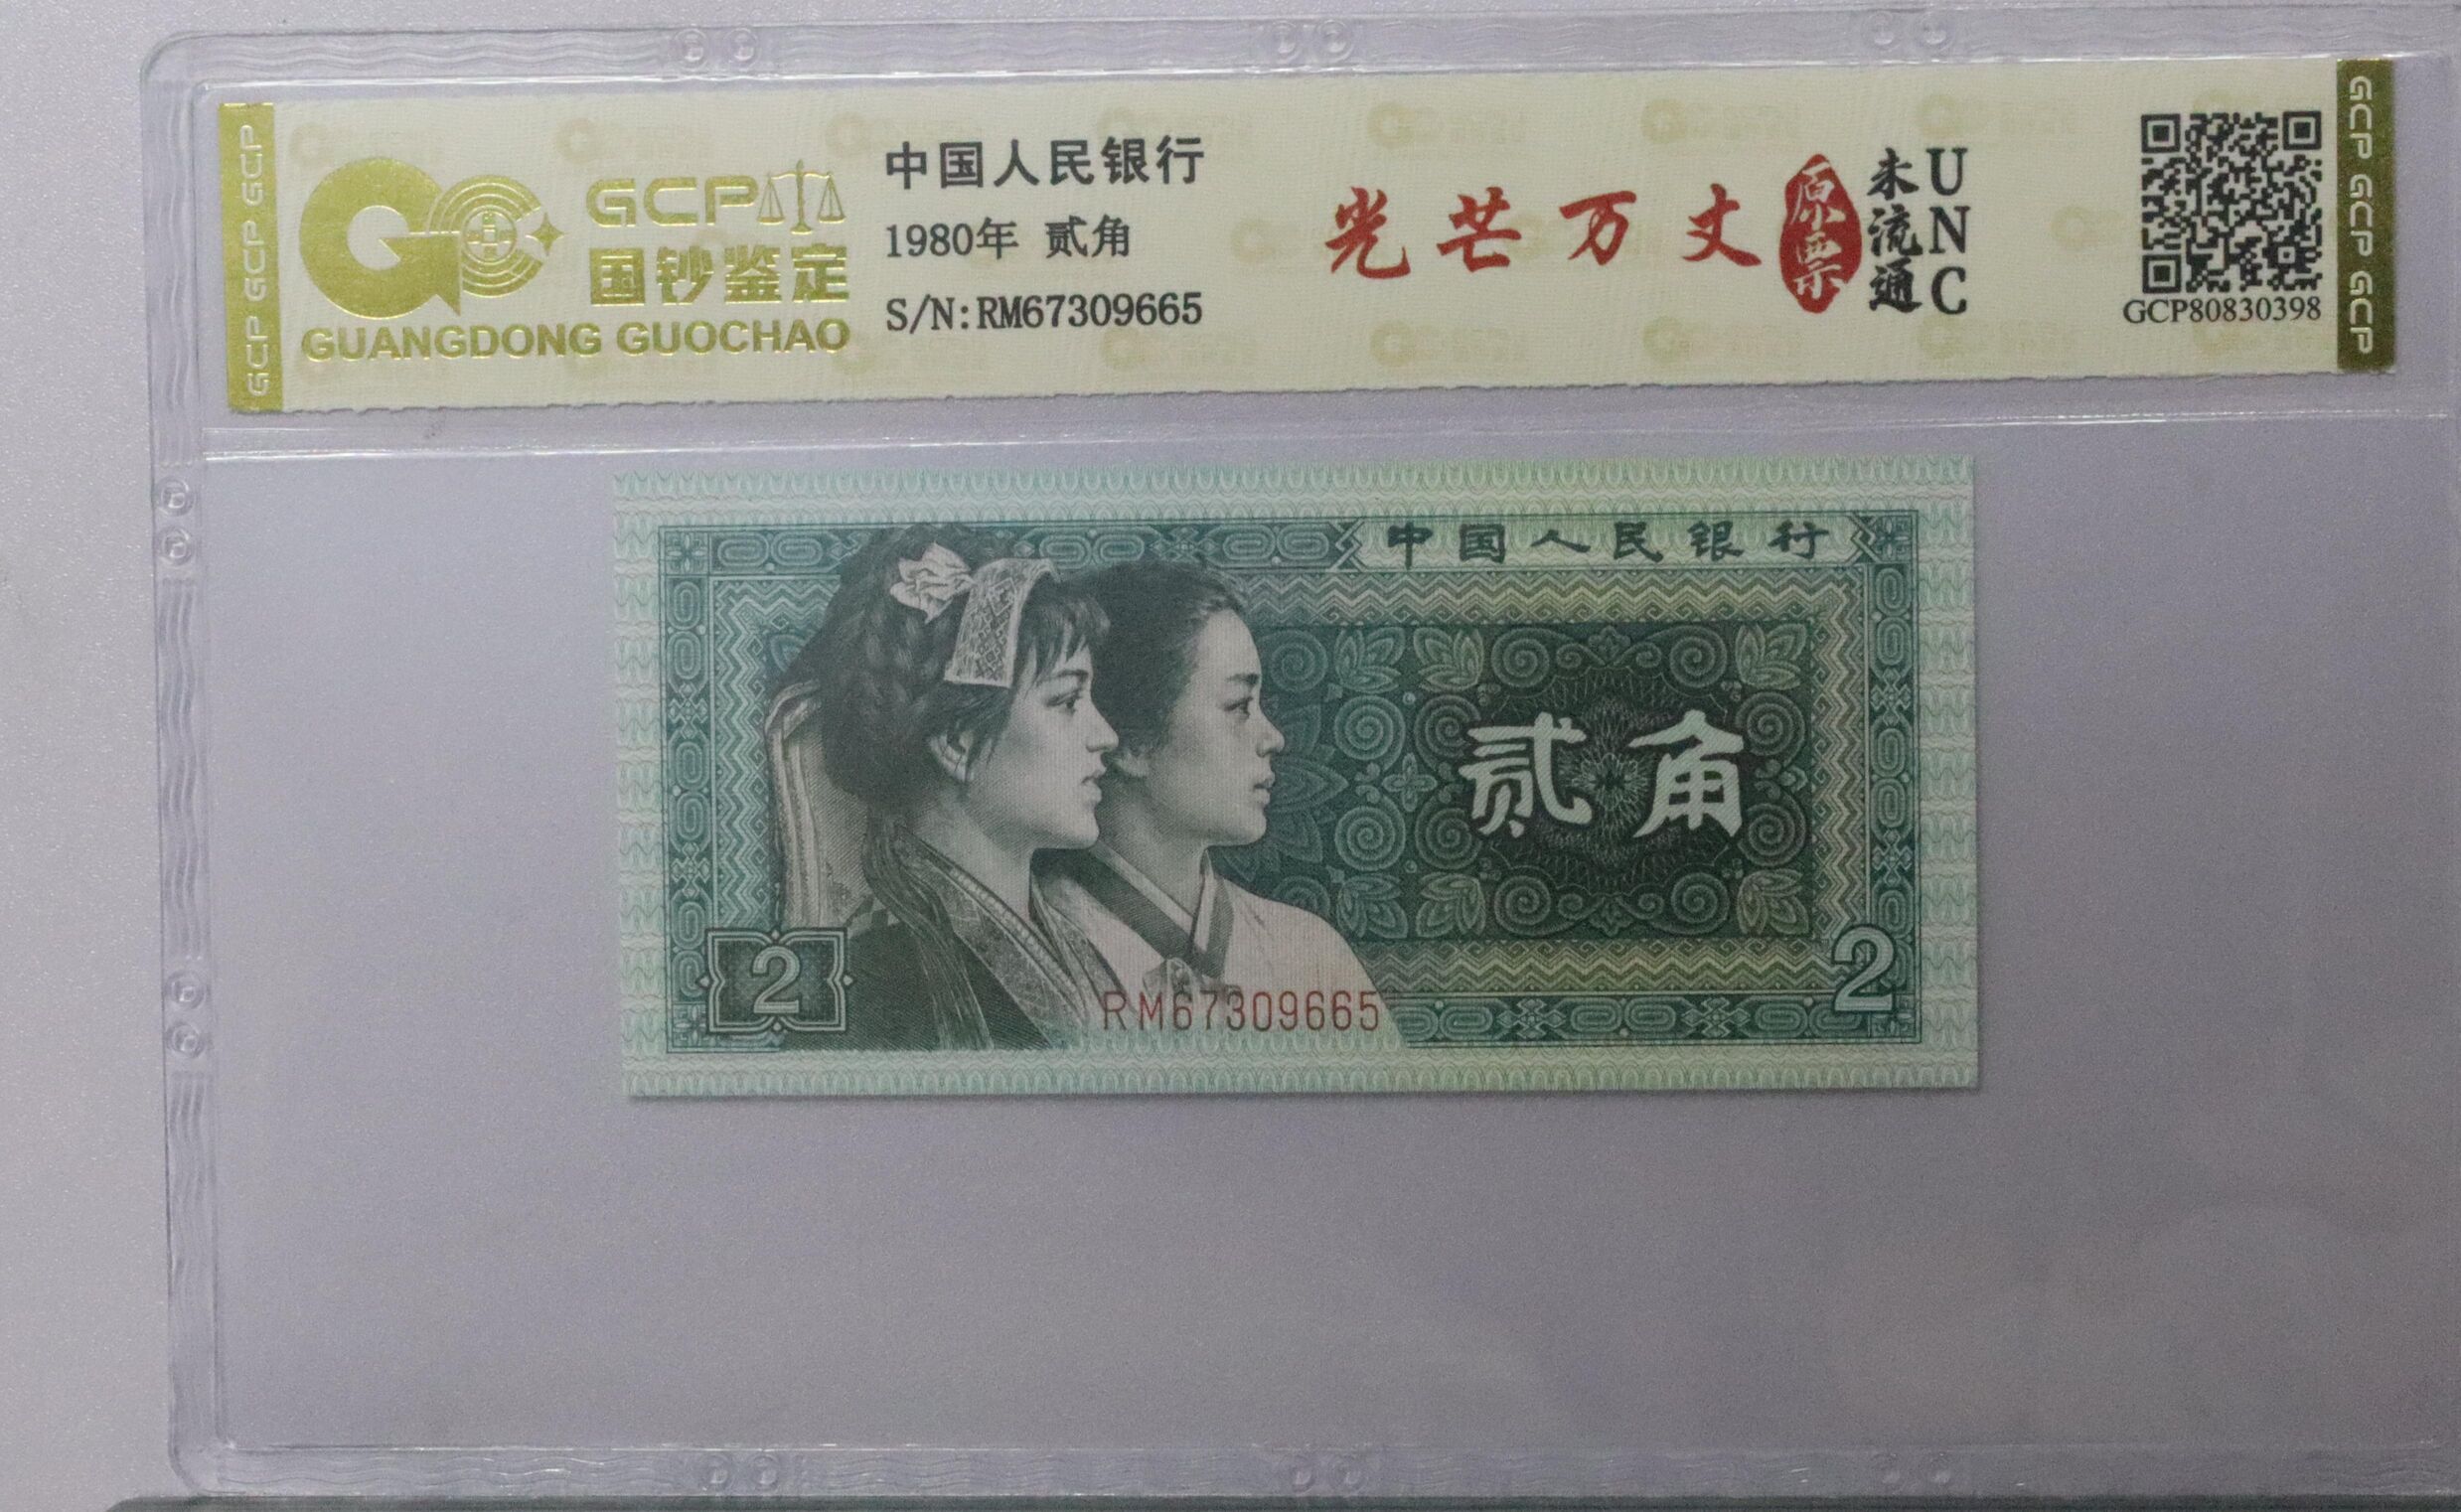 GCP GCP GCP
GCP
国钞鉴定
GUANGDONG GUOCHAO
中国人民银行
1980年 贰角
S/N:RM67309665
光芒万丈
原票
未流通
UNC
GCP80830398
GCP GCP GCP
中国人民银行
贰角
2
RM67309665
2